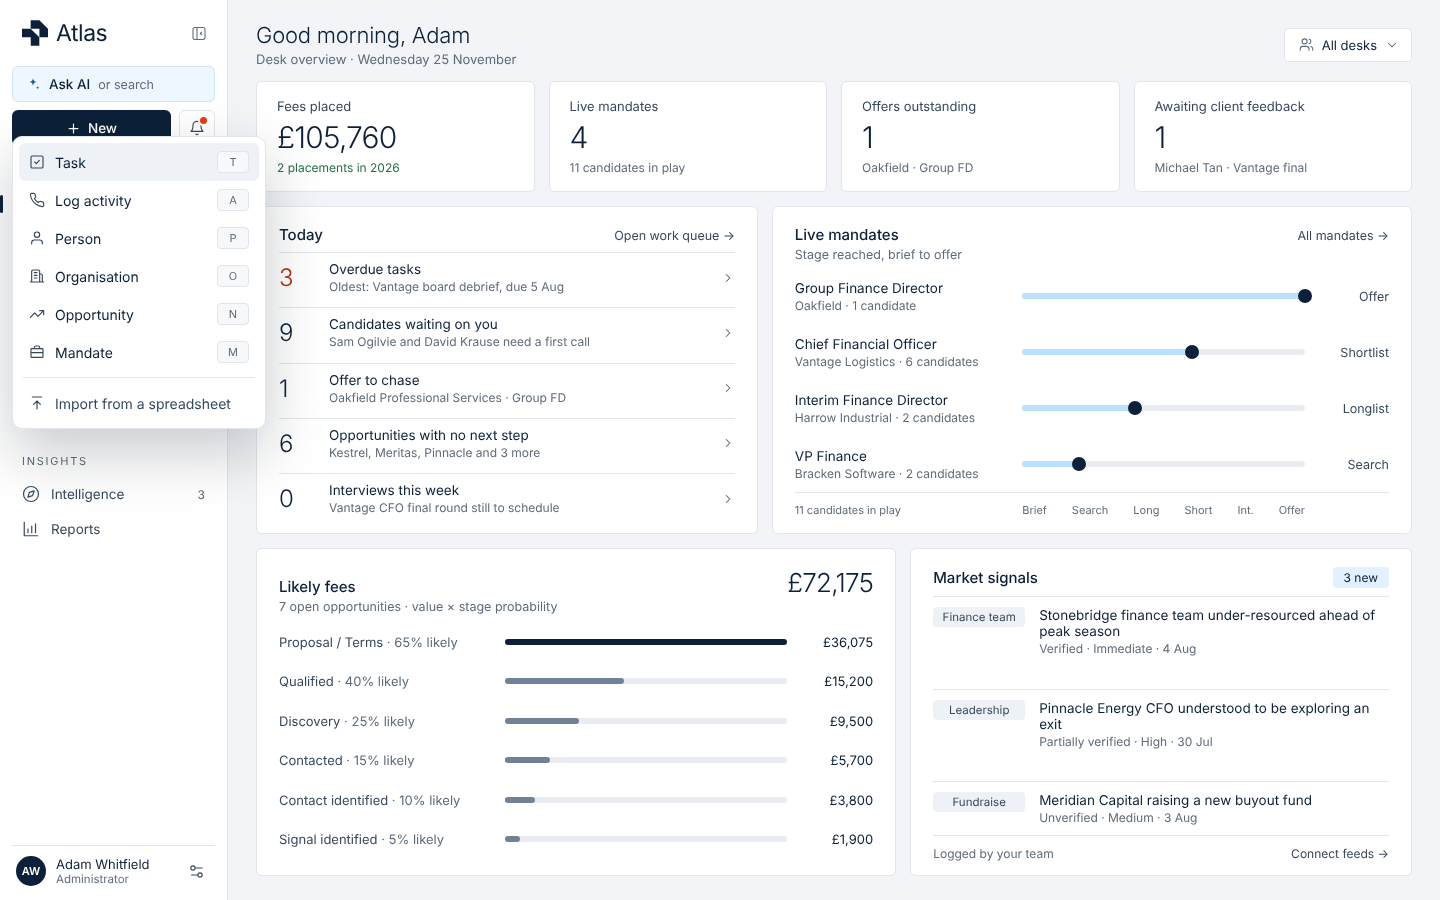 Atlas
Ask AI or search
New
Task T
Log activity A
Person P
Organisation O
Opportunity N
Mandate M
Import from a spreadsheet
INSIGHTS
Intelligence 3
Reports
AW
Adam Whitfield
Administrator
Good morning, Adam
Desk overview · Wednesday 25 November
All desks
Fees placed
£105,760
2 placements in 2026
Live mandates
4
11 candidates in play
Offers outstanding
1
Oakfield · Group FD
Awaiting client feedback
1
Michael Tan · Vantage final
Today
Open work queue →
3
Overdue tasks
Oldest: Vantage board debrief, due 5 Aug
9
Candidates waiting on you
Sam Ogilvie and David Krause need a first call
1
Offer to chase
Oakfield Professional Services · Group FD
6
Opportunities with no next step
Kestrel, Meritas, Pinnacle and 3 more
0
Interviews this week
Vantage CFO final round still to schedule
Live mandates
All mandates →
Stage reached, brief to offer
Group Finance Director
Oakfield · 1 candidate
Offer
Chief Financial Officer
Vantage Logistics · 6 candidates
Shortlist
Interim Finance Director
Harrow Industrial · 2 candidates
Longlist
VP Finance
Bracken Software · 2 candidates
Search
11 candidates in play
Brief Search Long Short Int. Offer
Likely fees
£72,175
7 open opportunities · value × stage probability
Proposal / Terms · 65% likely £36,075
Qualified · 40% likely £15,200
Discovery · 25% likely £9,500
Contacted · 15% likely £5,700
Contact identified · 10% likely £3,800
Signal identified · 5% likely £1,900
Market signals
3 new
Finance team
Stonebridge finance team under-resourced ahead of
peak season
Verified · Immediate · 4 Aug
Leadership
Pinnacle Energy CFO understood to be exploring an
exit
Partially verified · High · 30 Jul
Fundraise
Meridian Capital raising a new buyout fund
Unverified · Medium · 3 Aug
Logged by your team
Connect feeds →